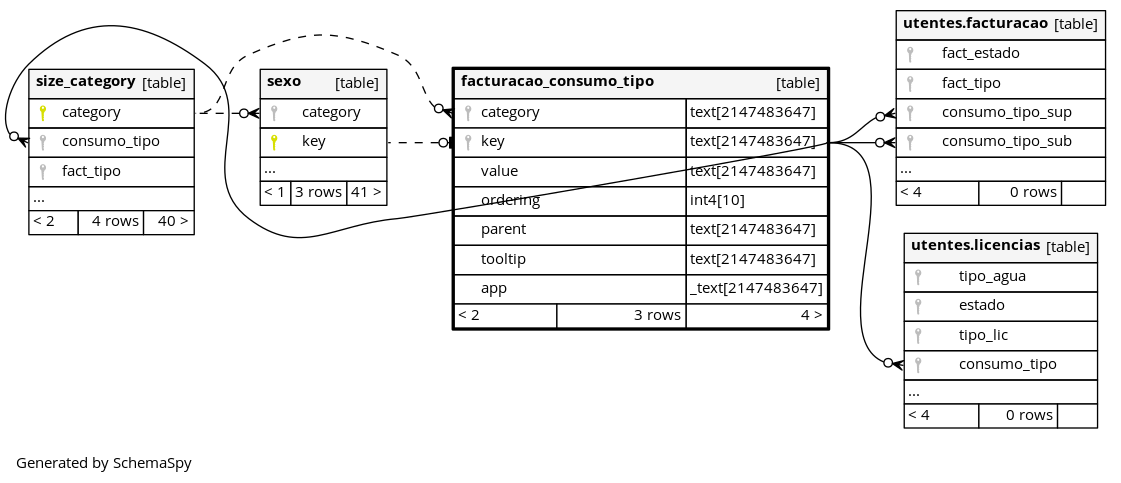 size_category [table]
category
consumo_tipo
fact_tipo
...
< 2 4 rows 40 >
sexo [table]
category
key
...
< 1 3 rows 41 >
facturacao_consumo_tipo [table]
category text[2147483647]
key text[2147483647]
value text[2147483647]
ordering int4[10]
parent text[2147483647]
tooltip text[2147483647]
app _text[2147483647]
< 2 3 rows 4 >
utentes.facturacao [table]
fact_estado
fact_tipo
consumo_tipo_sup
consumo_tipo_sub
...
< 4 0 rows
utentes.licencias [table]
tipo_agua
estado
tipo_lic
consumo_tipo
...
< 4 0 rows
Generated by SchemaSpy